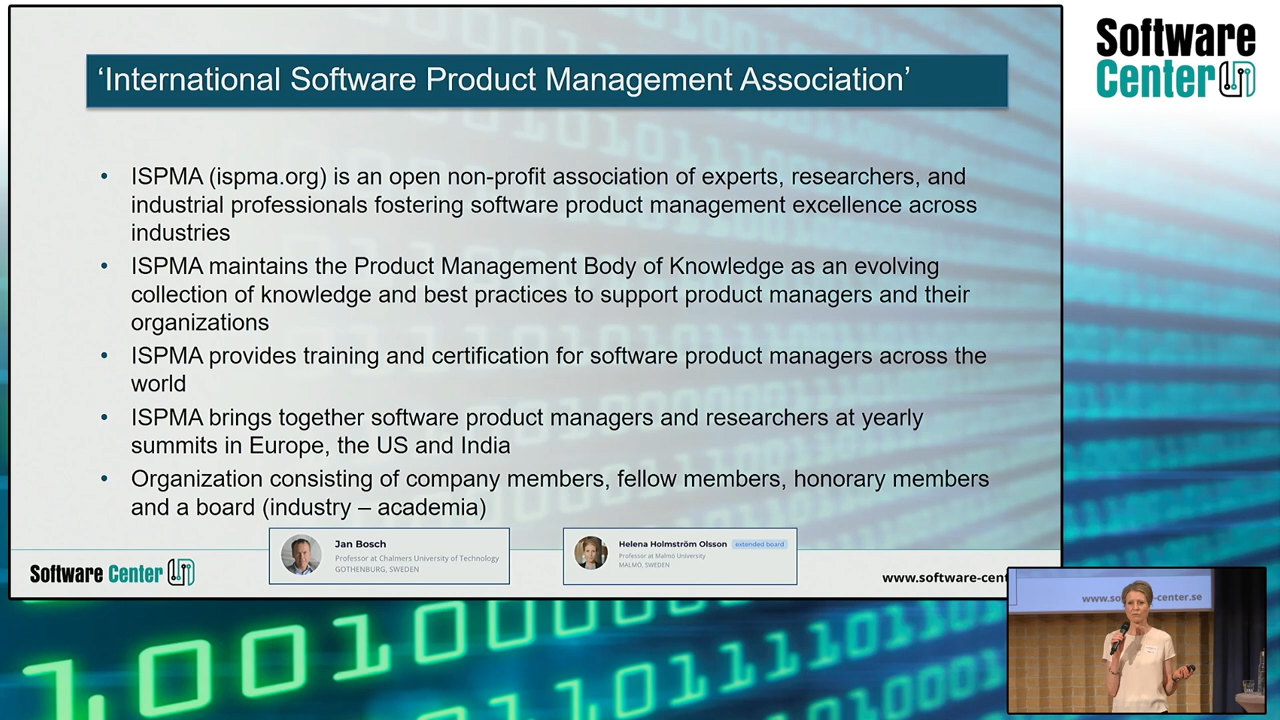 ‘International Software Product Management Association’
Software
Center
• ISPMA (ispma.org) is an open non-profit association of experts, researchers, and
industrial professionals fostering software product management excellence across
industries
• ISPMA maintains the Product Management Body of Knowledge as an evolving
collection of knowledge and best practices to support product managers and their
organizations
• ISPMA provides training and certification for software product managers across the
world
• ISPMA brings together software product managers and researchers at yearly
summits in Europe, the US and India
• Organization consisting of company members, fellow members, honorary members
and a board (industry – academia)
Software Center
Jan Bosch
Professor at Chalmers University of Technology
GOTHENBURG, SWEDEN
Helena Holmström Olsson extended board
Professor at Malmö University
MALMÖ, SWEDEN
www.software-cent
www.so e-center.se